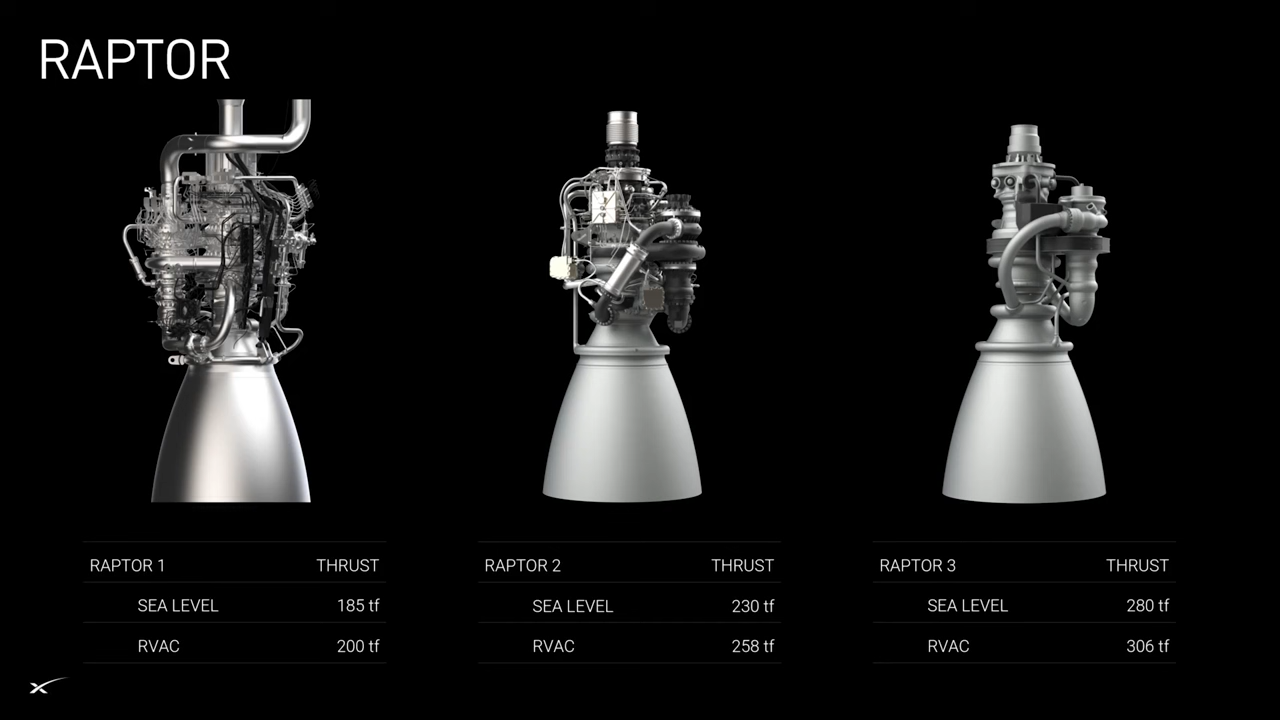 RAPTOR
RAPTOR 1 THRUST
SEA LEVEL 185 tf
RVAC 200 tf
RAPTOR 2 THRUST
SEA LEVEL 230 tf
RVAC 258 tf
RAPTOR 3 THRUST
SEA LEVEL 280 tf
RVAC 306 tf